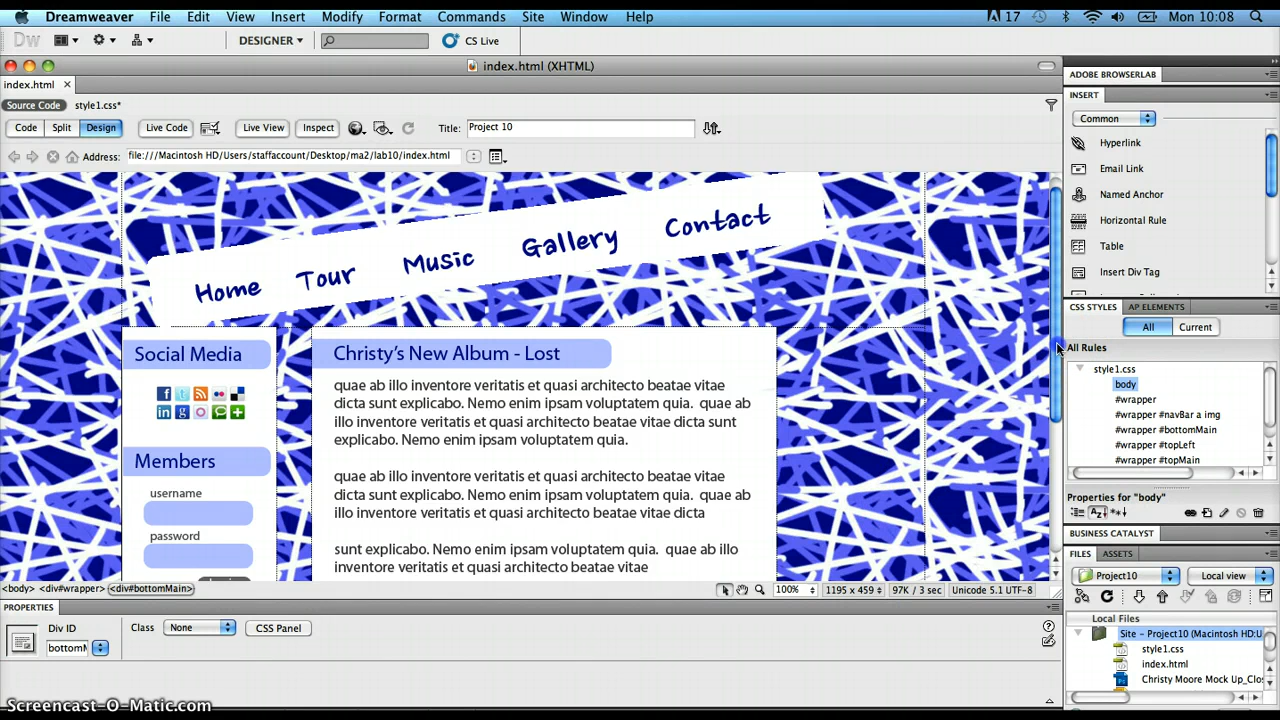 Dreamweaver File Edit View Insert Modify Format Commands Site Window Help 17 Mon 10:08
Dw DESIGNER CS Live
index.html (XHTML)
index.html
Source Code style1.css*
Code Split Design Live Code Live View Inspect Title: Project 10
Address: file:///Macintosh HD/Users/staffaccount/Desktop/ma2/lab10/index.html
Home Tour Music Gallery Contact
Social Media
Members
username
password
Christy's New Album - Lost
quae ab illo inventore veritatis et quasi architecto beatae vitae
dicta sunt explicabo. Nemo enim ipsam voluptatem quia. quae ab
illo inventore veritatis et quasi architecto beatae vitae dicta sunt
explicabo. Nemo enim ipsam voluptatem quia.
quae ab illo inventore veritatis et quasi architecto beatae vitae
dicta sunt explicabo. Nemo enim ipsam voluptatem quia. quae ab
illo inventore veritatis et quasi architecto beatae vitae dicta
sunt explicabo. Nemo enim ipsam voluptatem quia. quae ab illo
inventore veritatis et quasi architecto beatae vitae
<body> <div#wrapper> <div#bottomMain> 100% 1195 x 459 97K / 3 sec Unicode 5.1 UTF-8
PROPERTIES
Div ID
bottomM
Class None CSS Panel
ADOBE BROWSERLAB
INSERT
Common
Hyperlink
Email Link
Named Anchor
Horizontal Rule
Table
Insert Div Tag
CSS STYLES AP ELEMENTS
All Current
All Rules
style1.css
body
#wrapper
#wrapper #navBar a img
#wrapper #bottomMain
#wrapper #topLeft
#wrapper #topMain
Properties for "body"
BUSINESS CATALYST
FILES ASSETS
Project10 Local view
Local Files
Site – Project10 (Macintosh HD:U
style1.css
index.html
Christy Moore Mock Up_Clos
Screencast-O-Matic.com